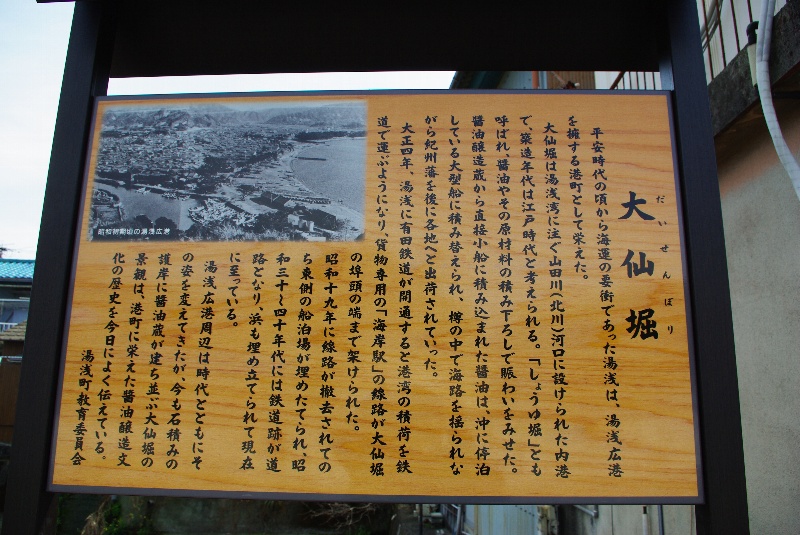 大仙堀
だいせんぼり
平安時代の頃から海運の要衝であった湯浅は、湯浅広港
を擁する港町として栄えた。
大仙堀は湯浅湾に注ぐ山田川(北川)河口に設けられた内港
で、築造年代は江戸時代と考えられる。「しょうゆ堀」とも
呼ばれ、醤油やその原材料の積み下ろしで賑わいをみせた。
醤油醸造蔵から直接小船に積み込まれた醤油は、沖に停泊
している大型船に積み替えられ、樽の中で海路を揺られな
がら紀州藩を後に各地へと出荷されていった。
大正四年、湯浅に有田鉄道が開通すると港湾の積荷を鉄
道で運ぶようになり、貨物専用の「海岸駅」の線路が大仙堀
の埠頭の端まで架けられた。
昭和十九年に線路が撤去されての
ち東側の船泊場が埋めたてられ、昭
和三十～四十年代には鉄道跡が道
路となり、浜も埋め立てられて現在
に至っている。
湯浅広港周辺は時代とともにそ
の姿を変えてきたが、今も石積みの
護岸に醤油蔵が建ち並ぶ大仙堀の
景観は、港町に栄えた醤油醸造文
化の歴史を今日によく伝えている。
湯浅町教育委員会
昭和初期頃の湯浅広港